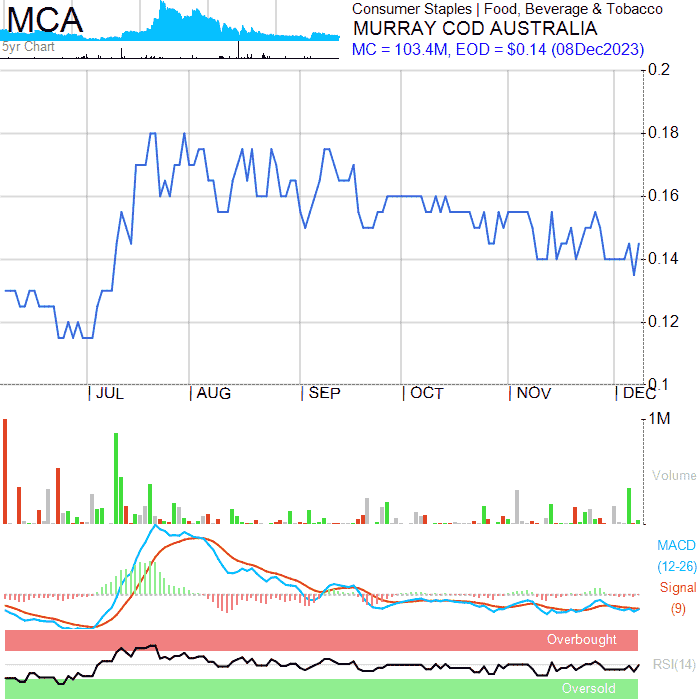 MCA
5yr Chart
Consumer Staples | Food, Beverage & Tobacco
MURRAY COD AUSTRALIA
MC = 103.4M, EOD = $0.14 (08Dec2023)
0.2
0.18
0.16
0.14
0.12
0.1
JUL AUG SEP OCT NOV DEC
1M
Volume
MACD
(12-26)
Signal
(9)
Overbought
RSI(14)
Oversold